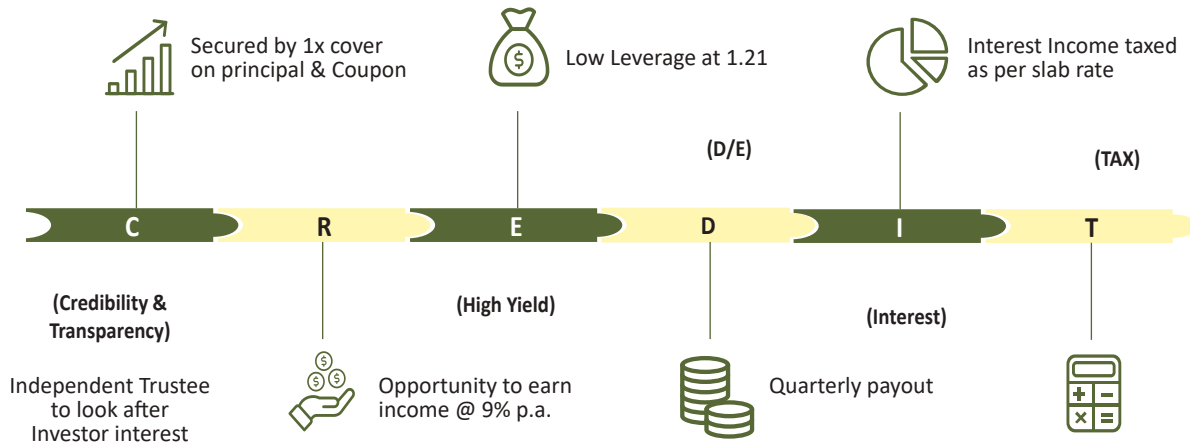 Secured by 1x cover
on principal & Coupon
Low Leverage at 1.21
Interest Income taxed
as per slab rate
(D/E)
(TAX)
C
R
E
D
I
T
(Credibility &
Transparency)
(High Yield)
(Interest)
Independent Trustee
to look after
Investor interest
Opportunity to earn
income @ 9% p.a.
Quarterly payout